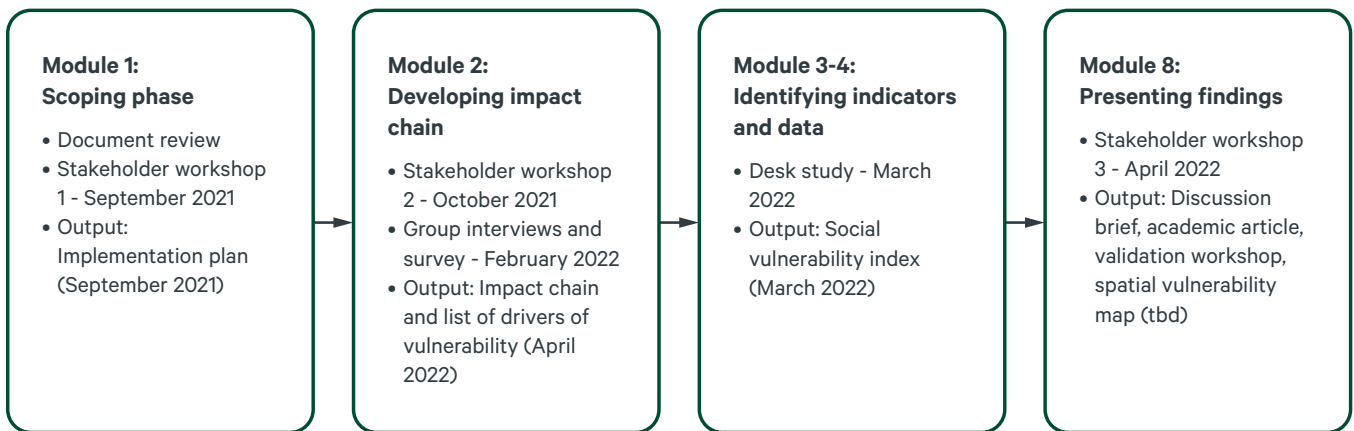 Module 1:
Scoping phase
• Document review
• Stakeholder workshop
1 - September 2021
• Output:
Implementation plan
(September 2021)
Module 2:
Developing impact
chain
• Stakeholder workshop
2 - October 2021
• Group interviews and
survey - February 2022
• Output: Impact chain
and list of drivers of
vulnerability (April
2022)
Module 3-4:
Identifying indicators
and data
• Desk study - March
2022
• Output: Social
vulnerability index
(March 2022)
Module 8:
Presenting findings
• Stakeholder workshop
3 - April 2022
• Output: Discussion
brief, academic article,
validation workshop,
spatial vulnerability
map (tbd)